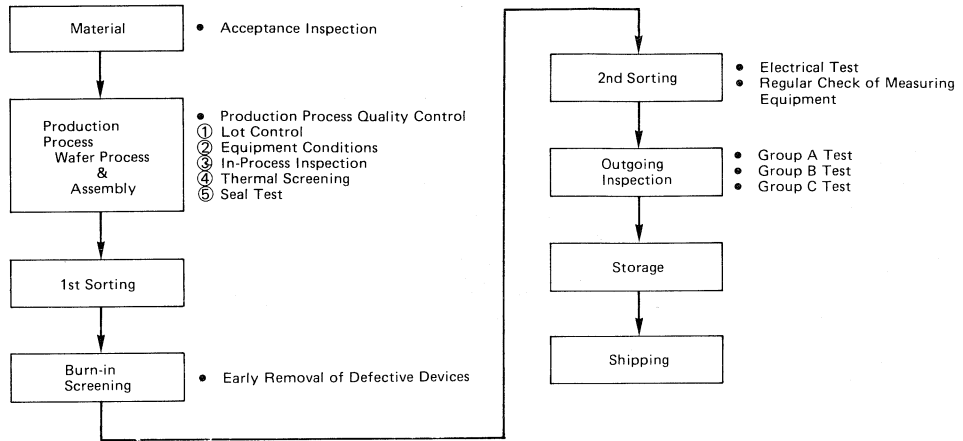 Material
• Acceptance Inspection
Production
Process
Wafer Process
&
Assembly
• Production Process Quality Control
① Lot Control
② Equipment Conditions
③ In-Process Inspection
④ Thermal Screening
⑤ Seal Test
1st Sorting
Burn-in
Screening
• Early Removal of Defective Devices
2nd Sorting
• Electrical Test
• Regular Check of Measuring
Equipment
Outgoing
Inspection
• Group A Test
• Group B Test
• Group C Test
Storage
Shipping